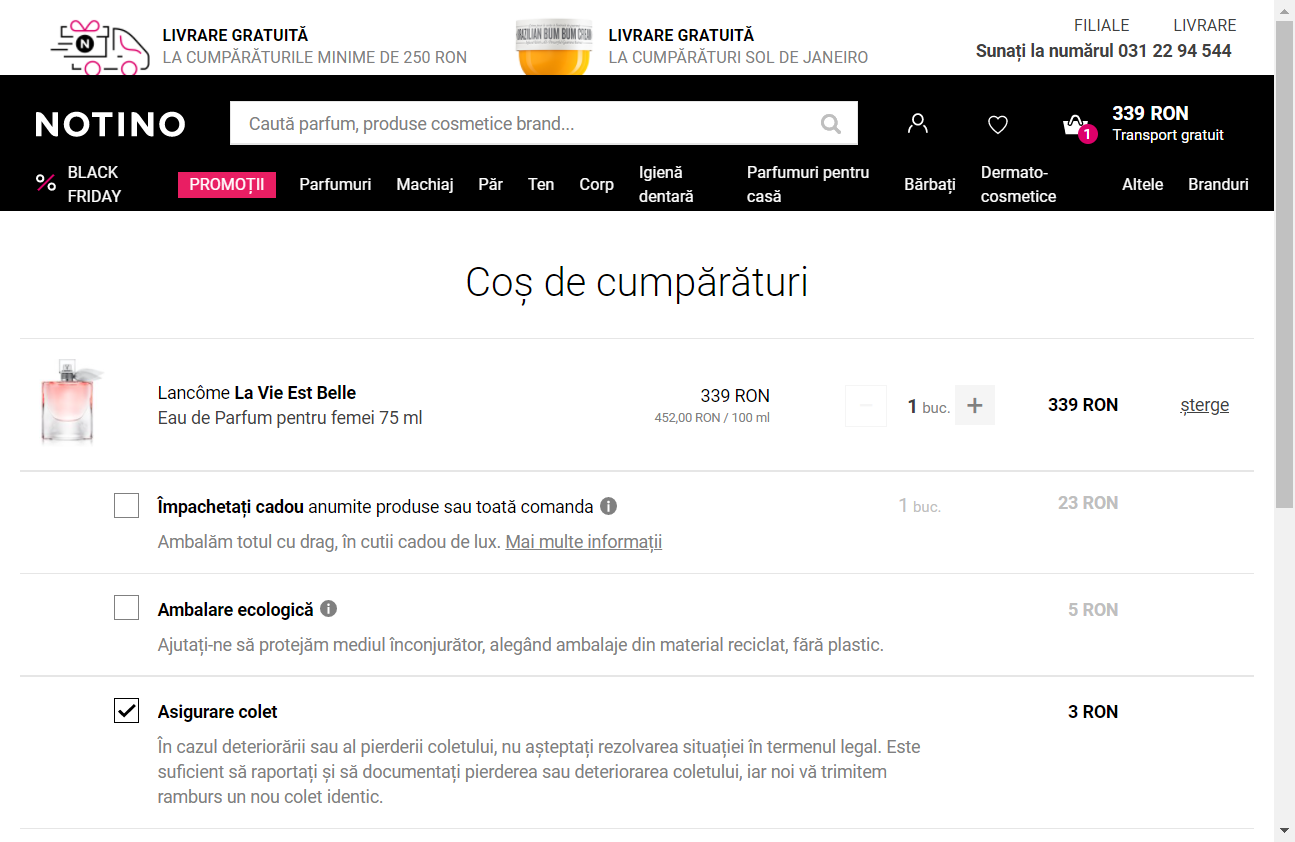 LIVRARE GRATUITĂ
LA CUMPĂRĂTURILE MINIME DE 250 RON
BRAZILIAN BUM BUM CREAM
LIVRARE GRATUITĂ
LA CUMPĂRĂTURI SOL DE JANEIRO
FILIALE LIVRARE
Sunați la numărul 031 22 94 544
N
NOTINO
Caută parfum, produse cosmetice brand...
1
339 RON
Transport gratuit
% BLACK FRIDAY
PROMOȚII
Parfumuri
Machiaj
Păr
Ten
Corp
Igienă dentară
Parfumuri pentru casă
Bărbați
Dermato-cosmetice
Altele
Branduri
Coș de cumpărături
Lancôme La Vie Est Belle
Eau de Parfum pentru femei 75 ml
339 RON
452,00 RON / 100 ml
− 1 buc. +
339 RON
șterge
Împachetați cadou anumite produse sau toată comanda i
1 buc.
23 RON
Ambalăm totul cu drag, în cutii cadou de lux. Mai multe informații
Ambalare ecologică i
5 RON
Ajutați-ne să protejăm mediul înconjurător, alegând ambalaje din material reciclat, fără plastic.
Asigurare colet
3 RON
În cazul deteriorării sau al pierderii coletului, nu așteptați rezolvarea situației în termenul legal. Este
suficient să raportați și să documentați pierderea sau deteriorarea coletului, iar noi vă trimitem
ramburs un nou colet identic.